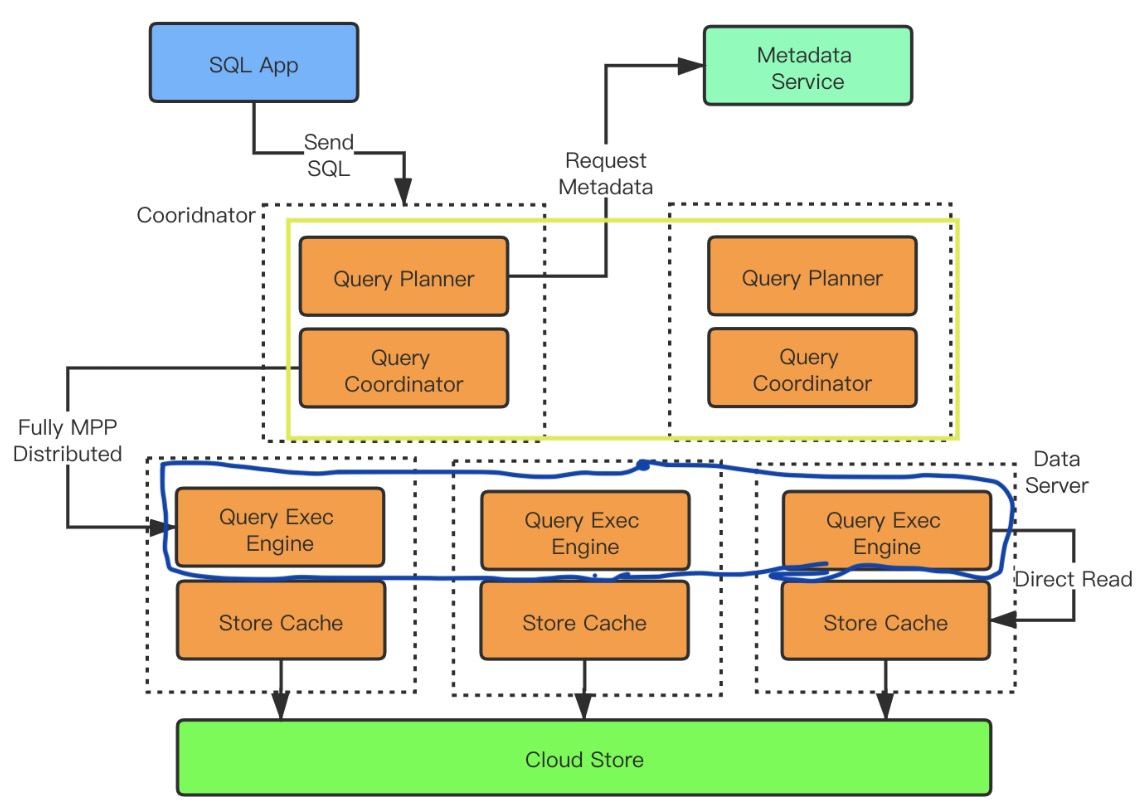 SQL App
Metadata
Service
Send
SQL
Request
Metadata
Cooridnator
Query Planner
Query Planner
Query
Coordinator
Query
Coordinator
Fully MPP
Distributed
Data
Server
Query Exec
Engine
Query Exec
Engine
Query Exec
Engine
Direct Read
Store Cache
Store Cache
Store Cache
Cloud Store